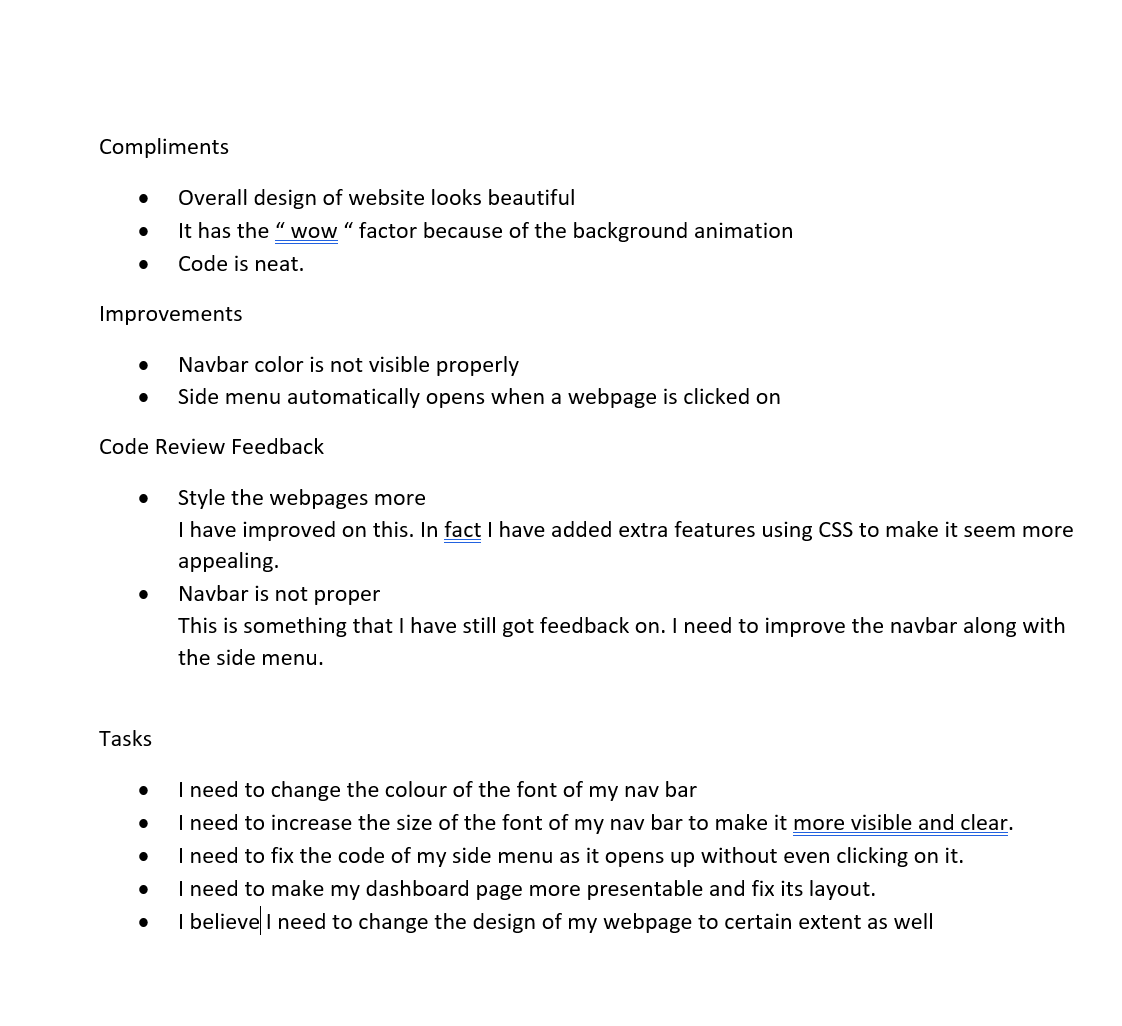 Compliments
• Overall design of website looks beautiful
• It has the “ wow “ factor because of the background animation
• Code is neat.
Improvements
• Navbar color is not visible properly
• Side menu automatically opens when a webpage is clicked on
Code Review Feedback
• Style the webpages more
I have improved on this. In fact I have added extra features using CSS to make it seem more
appealing.
• Navbar is not proper
This is something that I have still got feedback on. I need to improve the navbar along with
the side menu.
Tasks
• I need to change the colour of the font of my nav bar
• I need to increase the size of the font of my nav bar to make it more visible and clear.
• I need to fix the code of my side menu as it opens up without even clicking on it.
• I need to make my dashboard page more presentable and fix its layout.
• I believe I need to change the design of my webpage to certain extent as well